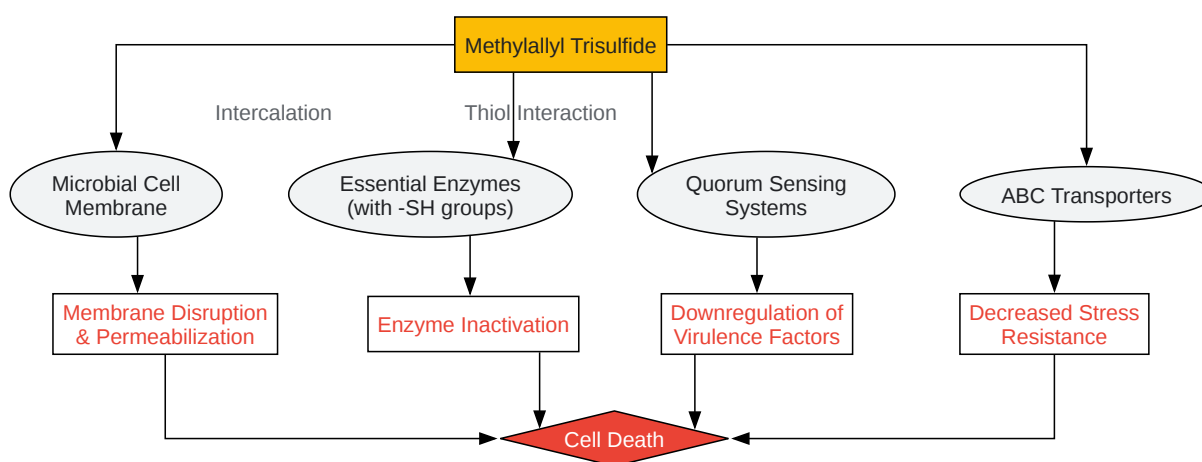 Methylallyl Trisulfide
Intercalation
Thiol Interaction
Microbial Cell
Membrane
Essential Enzymes
(with -SH groups)
Quorum Sensing
Systems
ABC Transporters
Membrane Disruption
& Permeabilization
Enzyme Inactivation
Downregulation of
Virulence Factors
Decreased Stress
Resistance
Cell Death